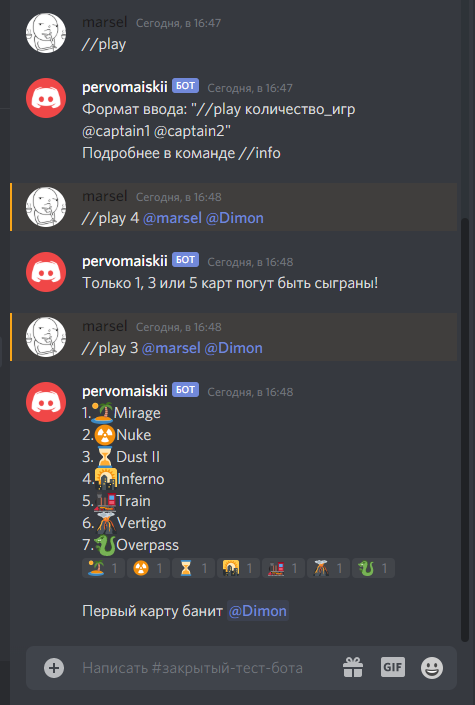 marsel Сегодня, в 16:47
//play
pervomaiskii БОТ Сегодня, в 16:47
Формат ввода: "//play количество_игр
@captain1 @captain2"
Подробнее в команде //info
marsel Сегодня, в 16:48
//play 4 @marsel @Dimon
pervomaiskii БОТ Сегодня, в 16:48
Только 1, 3 или 5 карт погут быть сыграны!
marsel Сегодня, в 16:48
//play 3 @marsel @Dimon
pervomaiskii БОТ Сегодня, в 16:48
1.🏝Mirage
2.☢Nuke
3.⏳Dust II
4.🌅Inferno
5.🚂Train
6.🌋Vertigo
7.🐍Overpass
1 1 1 1 1 1 1
Первый карту банит @Dimon
Написать #закрытый-тест-бота GIF